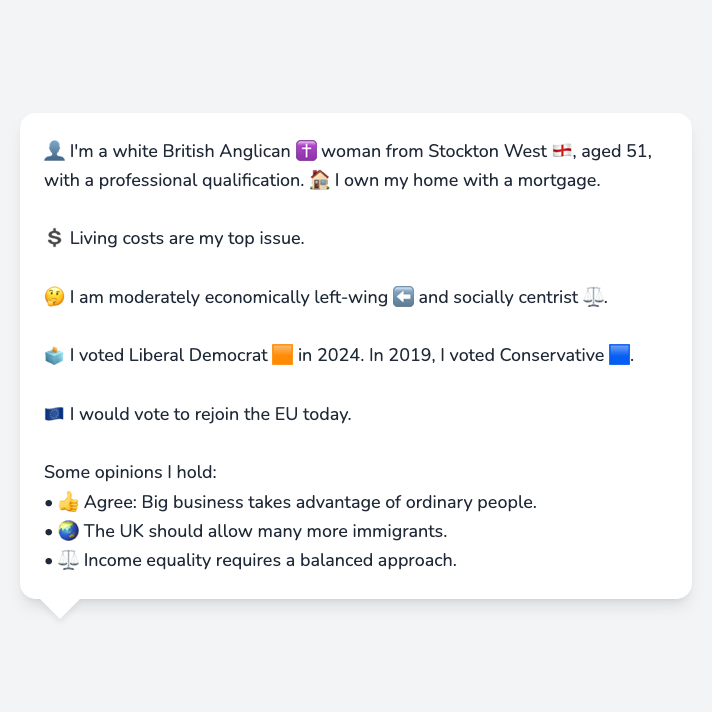 👤 I'm a white British Anglican ✝️ woman from Stockton West 🏴󠁧󠁢󠁥󠁮󠁧󠁿, aged 51,
with a professional qualification. 🏠 I own my home with a mortgage.
💲 Living costs are my top issue.
🤔 I am moderately economically left-wing ⬅️ and socially centrist ⚖️.
🗳️ I voted Liberal Democrat 🟧 in 2024. In 2019, I voted Conservative 🟦.
🇪🇺 I would vote to rejoin the EU today.
Some opinions I hold:
• 👍 Agree: Big business takes advantage of ordinary people.
• 🌏 The UK should allow many more immigrants.
• ⚖️ Income equality requires a balanced approach.